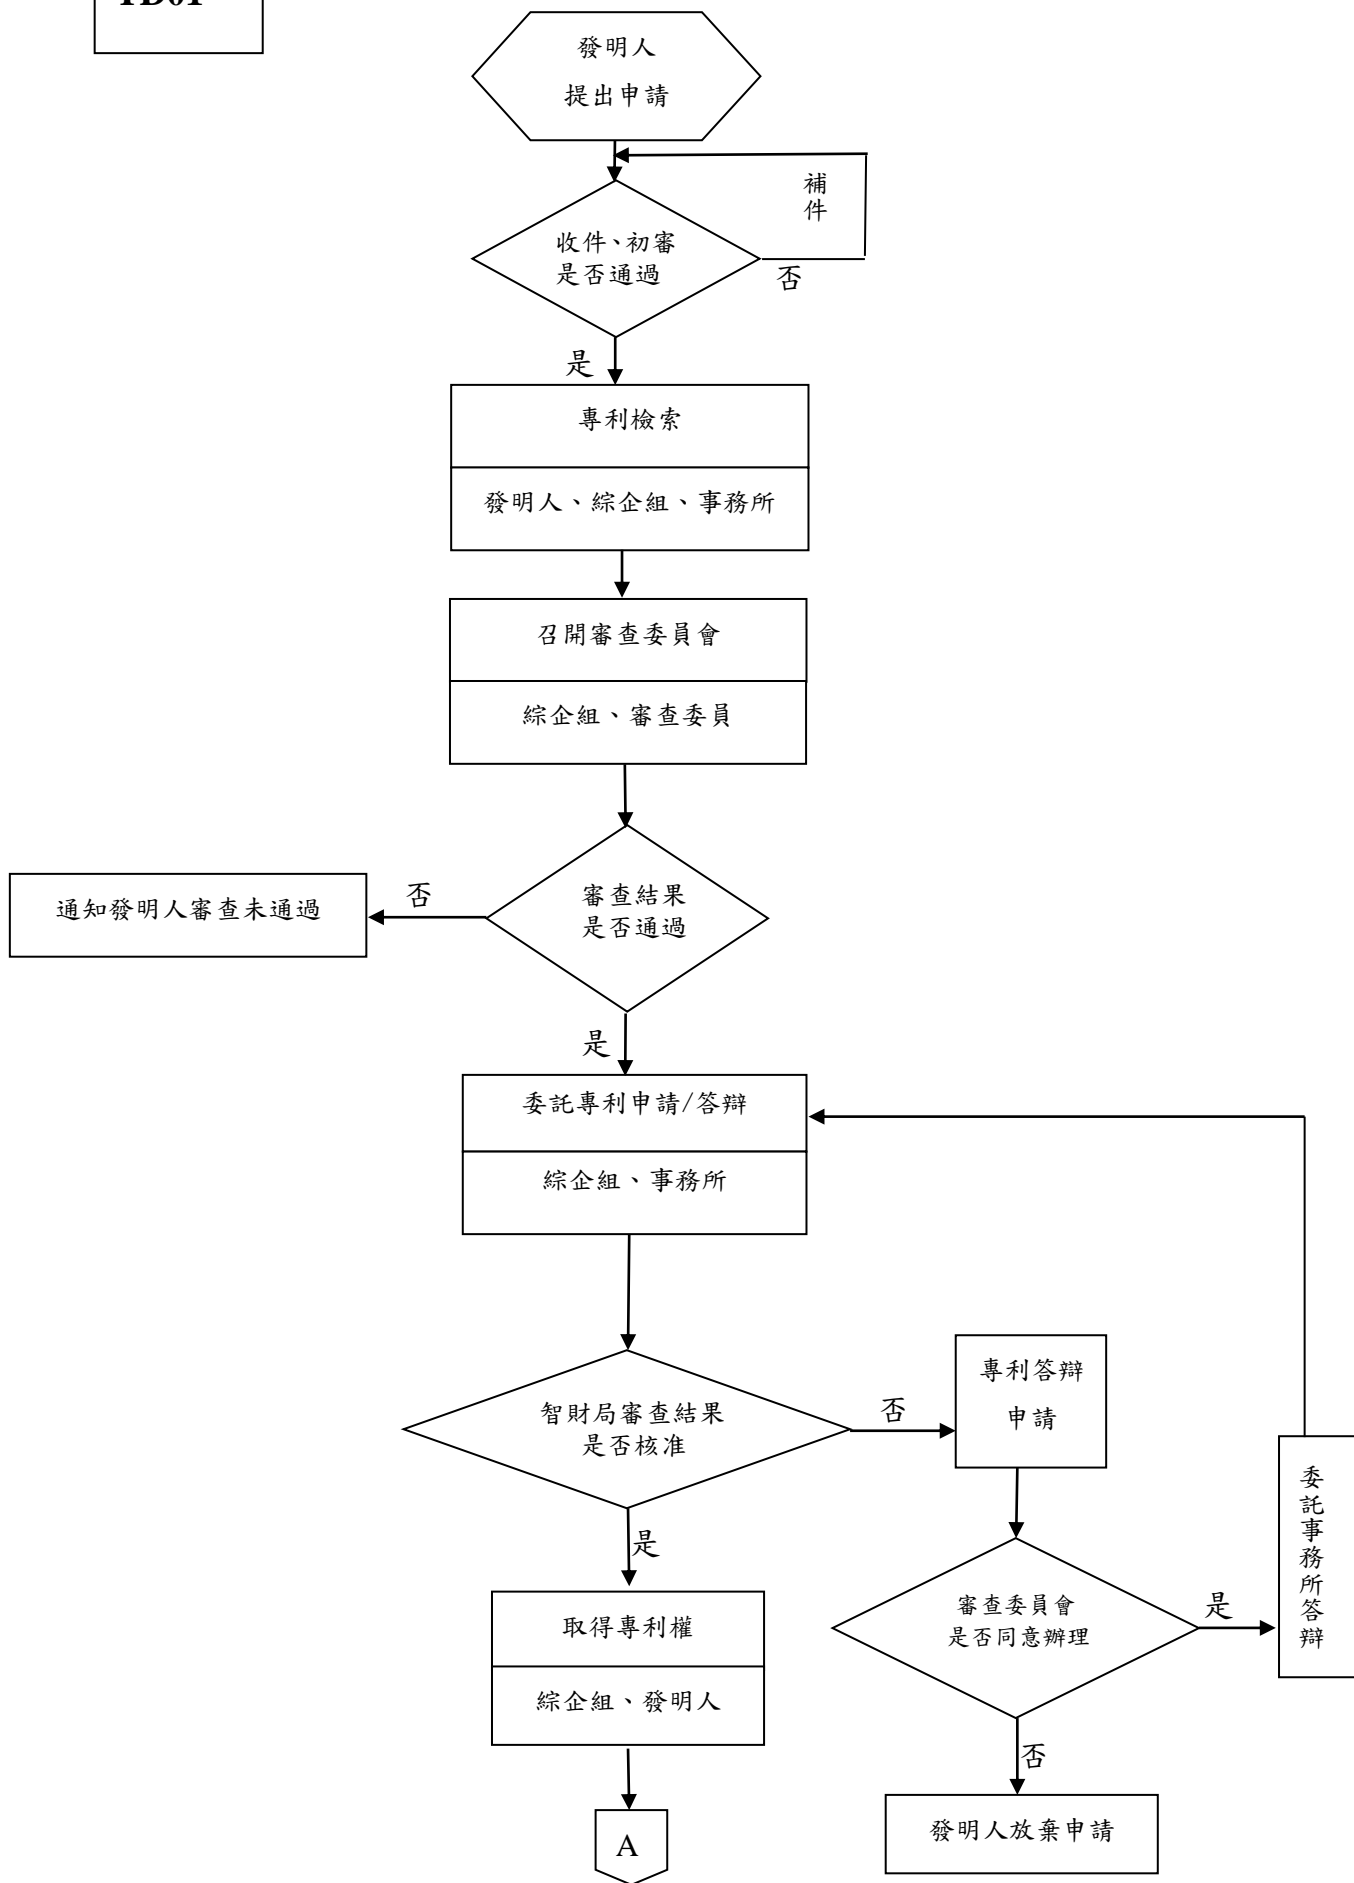 發明人
提出申請
補件
收件、初審
是否通過
否
是
專利檢索
發明人、綜企組、事務所
召開審查委員會
綜企組、審查委員
審查結果
是否通過
否
通知發明人審查未通過
是
委託專利申請/答辯
綜企組、事務所
智財局審查結果
是否核准
否
專利答辯
申請
是
審查委員會
是否同意辦理
是
委託事務所答辯
取得專利權
綜企組、發明人
否
發明人放棄申請
A